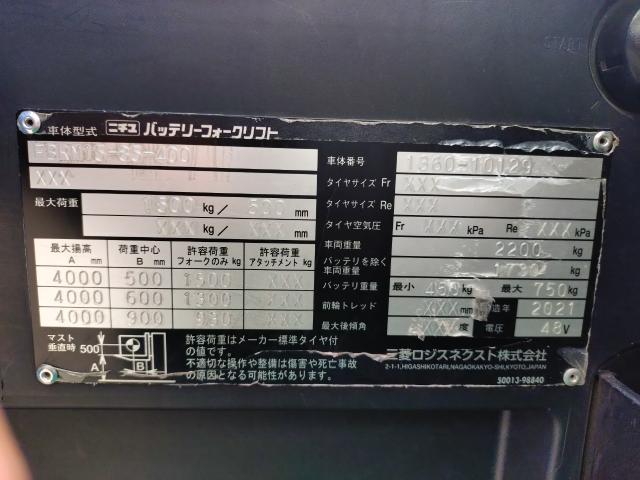 START
車体型式 ニチユ バッテリーフォークリフト
車体番号 1860-10129
XXX タイヤサイズ Fr XXX
タイヤサイズ Re XXX
最大荷重 1500 kg/ 500 mm
XXX kg/ XXX mm
タイヤ空気圧 Fr XXX kPa Re XXX kPa
車両重量 2200 kg
バッテリを除く車両重量 kg
バッテリ重量 最小 kg 最大 750 kg
前輪トレッド XXX mm 造年 2021
最大後傾角 XXX 度 電圧 48 V
最大揚高 A mm 荷重中心 B mm 許容荷重 フォークのみ kg 許容荷重 アタッチメント kg
4000 500 XXX
4000 600 1300 XXX
4000 900 XXX
マスト垂直時 500 A B
許容荷重はメーカー標準タイヤ付
の値です。
不適切な操作や整備は傷害や死亡事故
の原因となる可能性があります。
三菱ロジスネクスト株式会社
2-1-1,HIGASHIKOTARI,NAGAOKAKYO-SHI,KYOTO,JAPAN
50013-98840